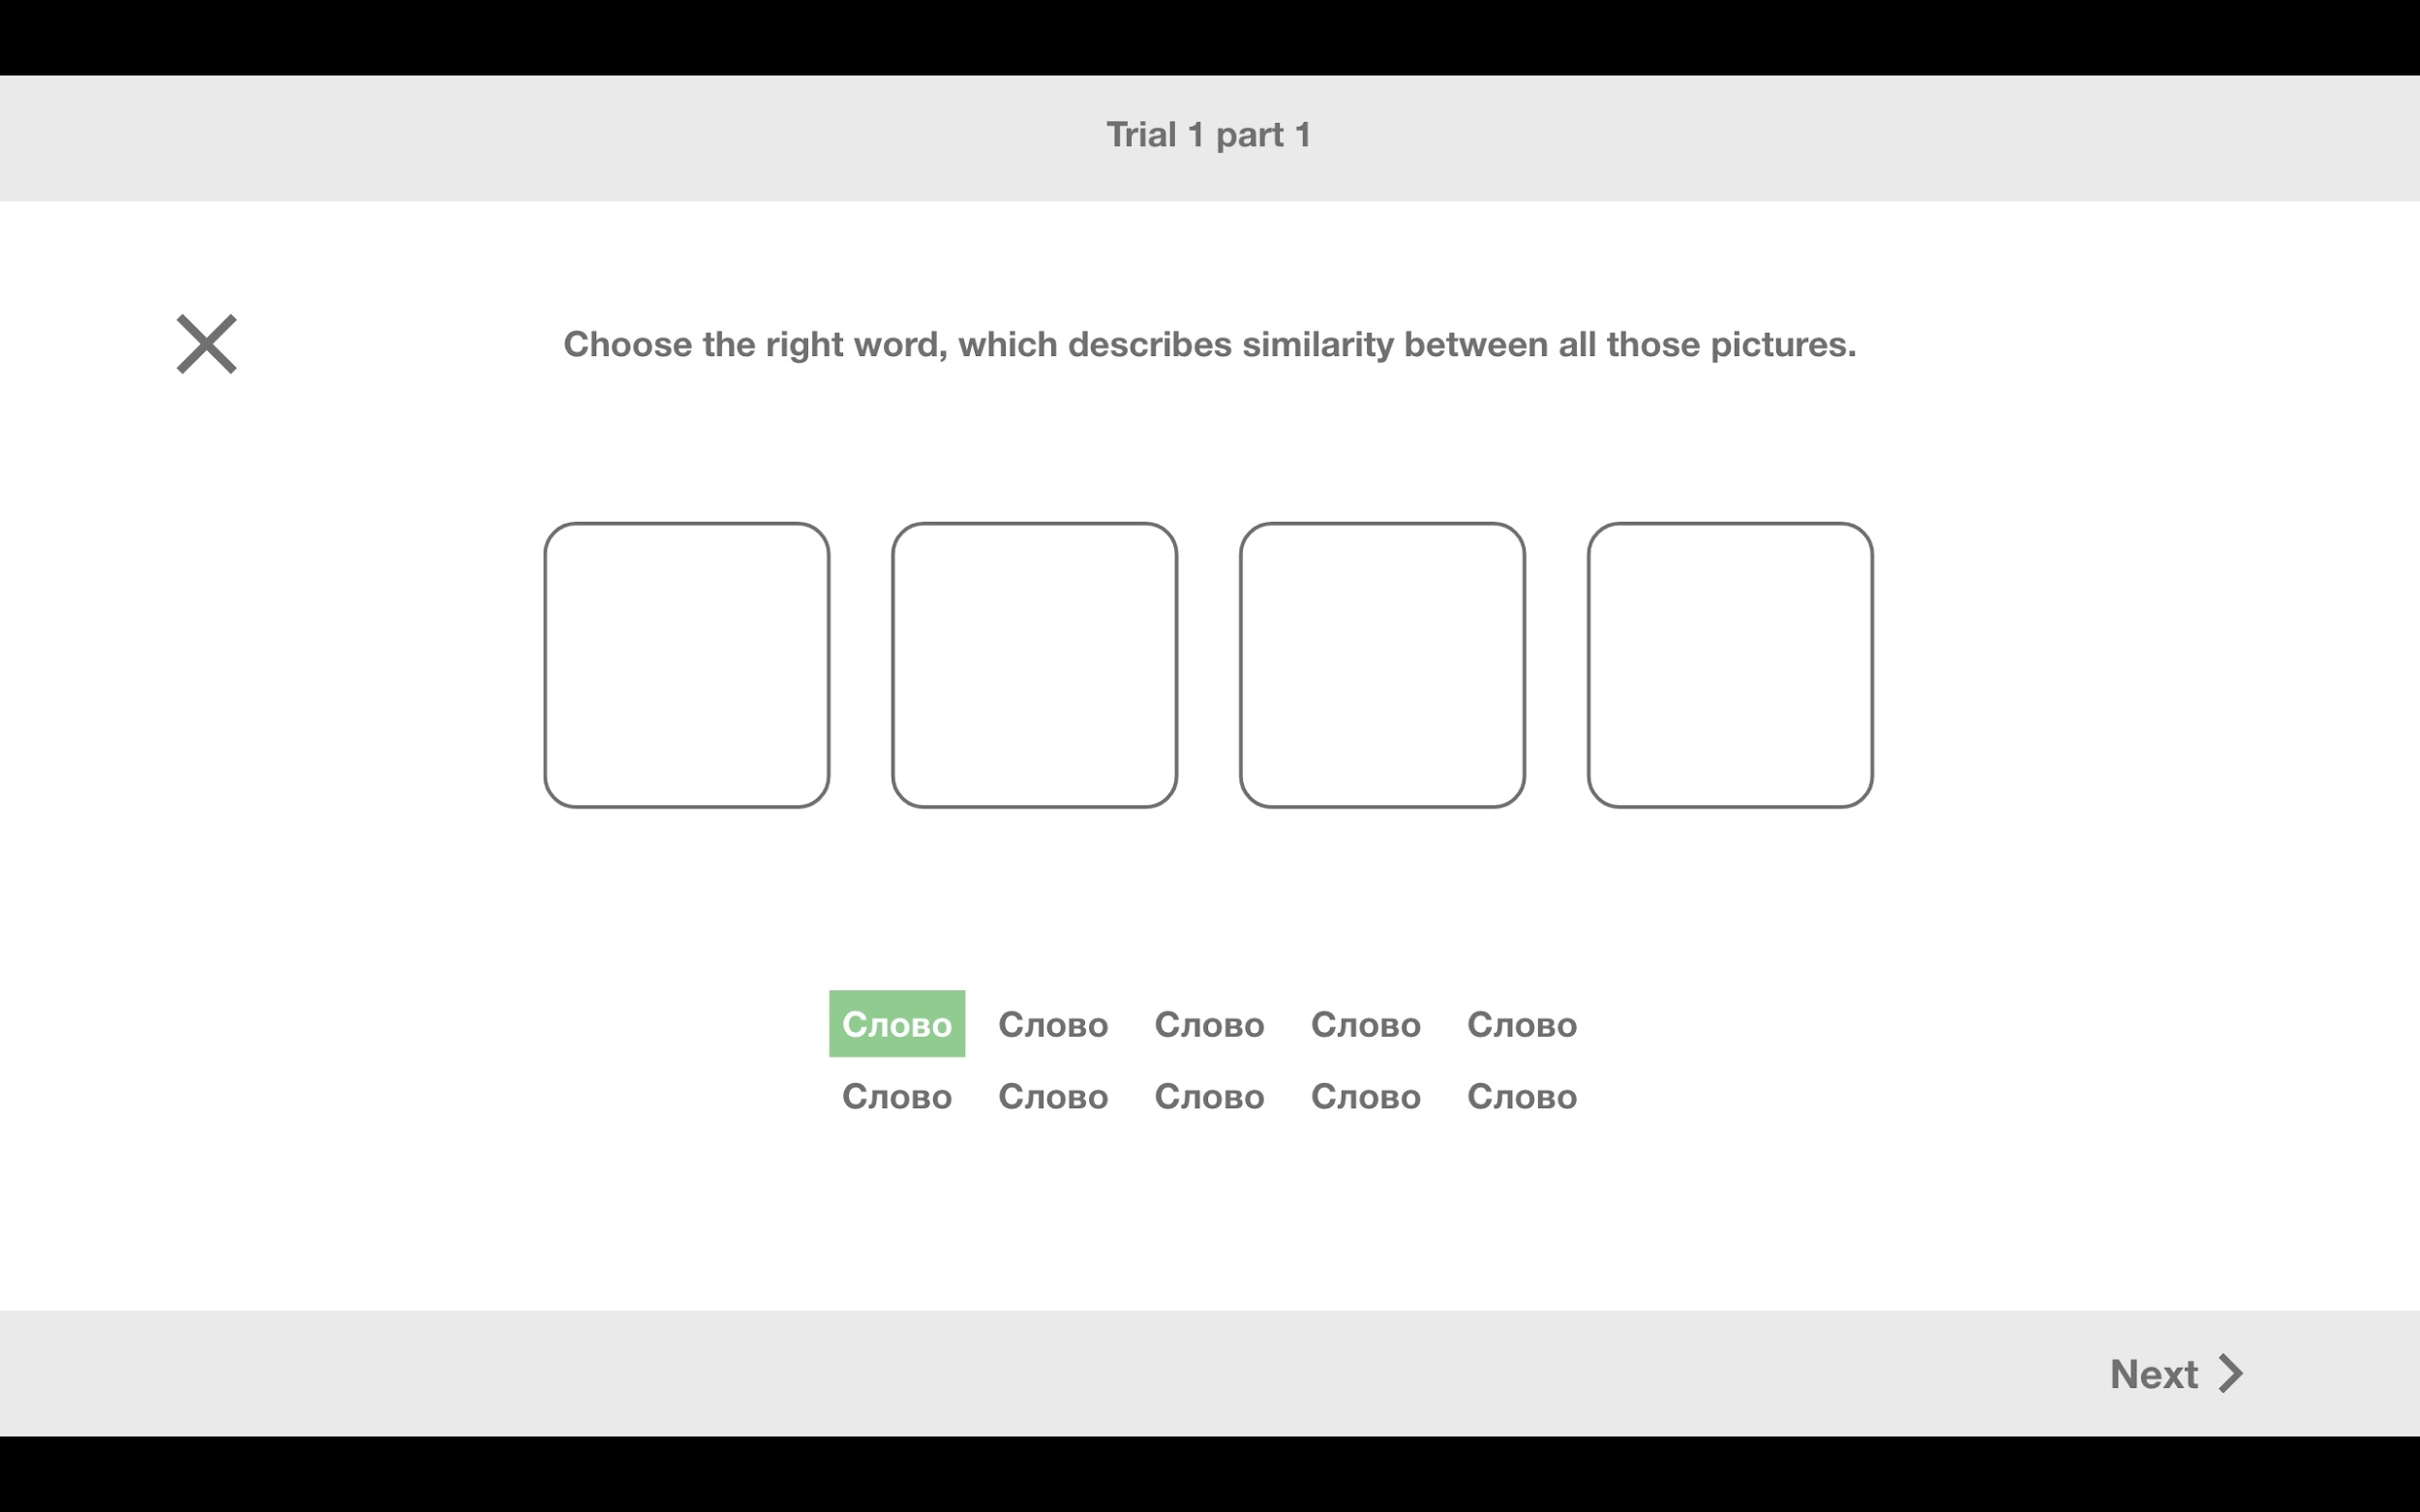 Trial 1 part 1
Choose the right word, which describes similarity between all those pictures.
Слово Слово Слово Слово Слово
Слово Слово Слово Слово Слово
Next